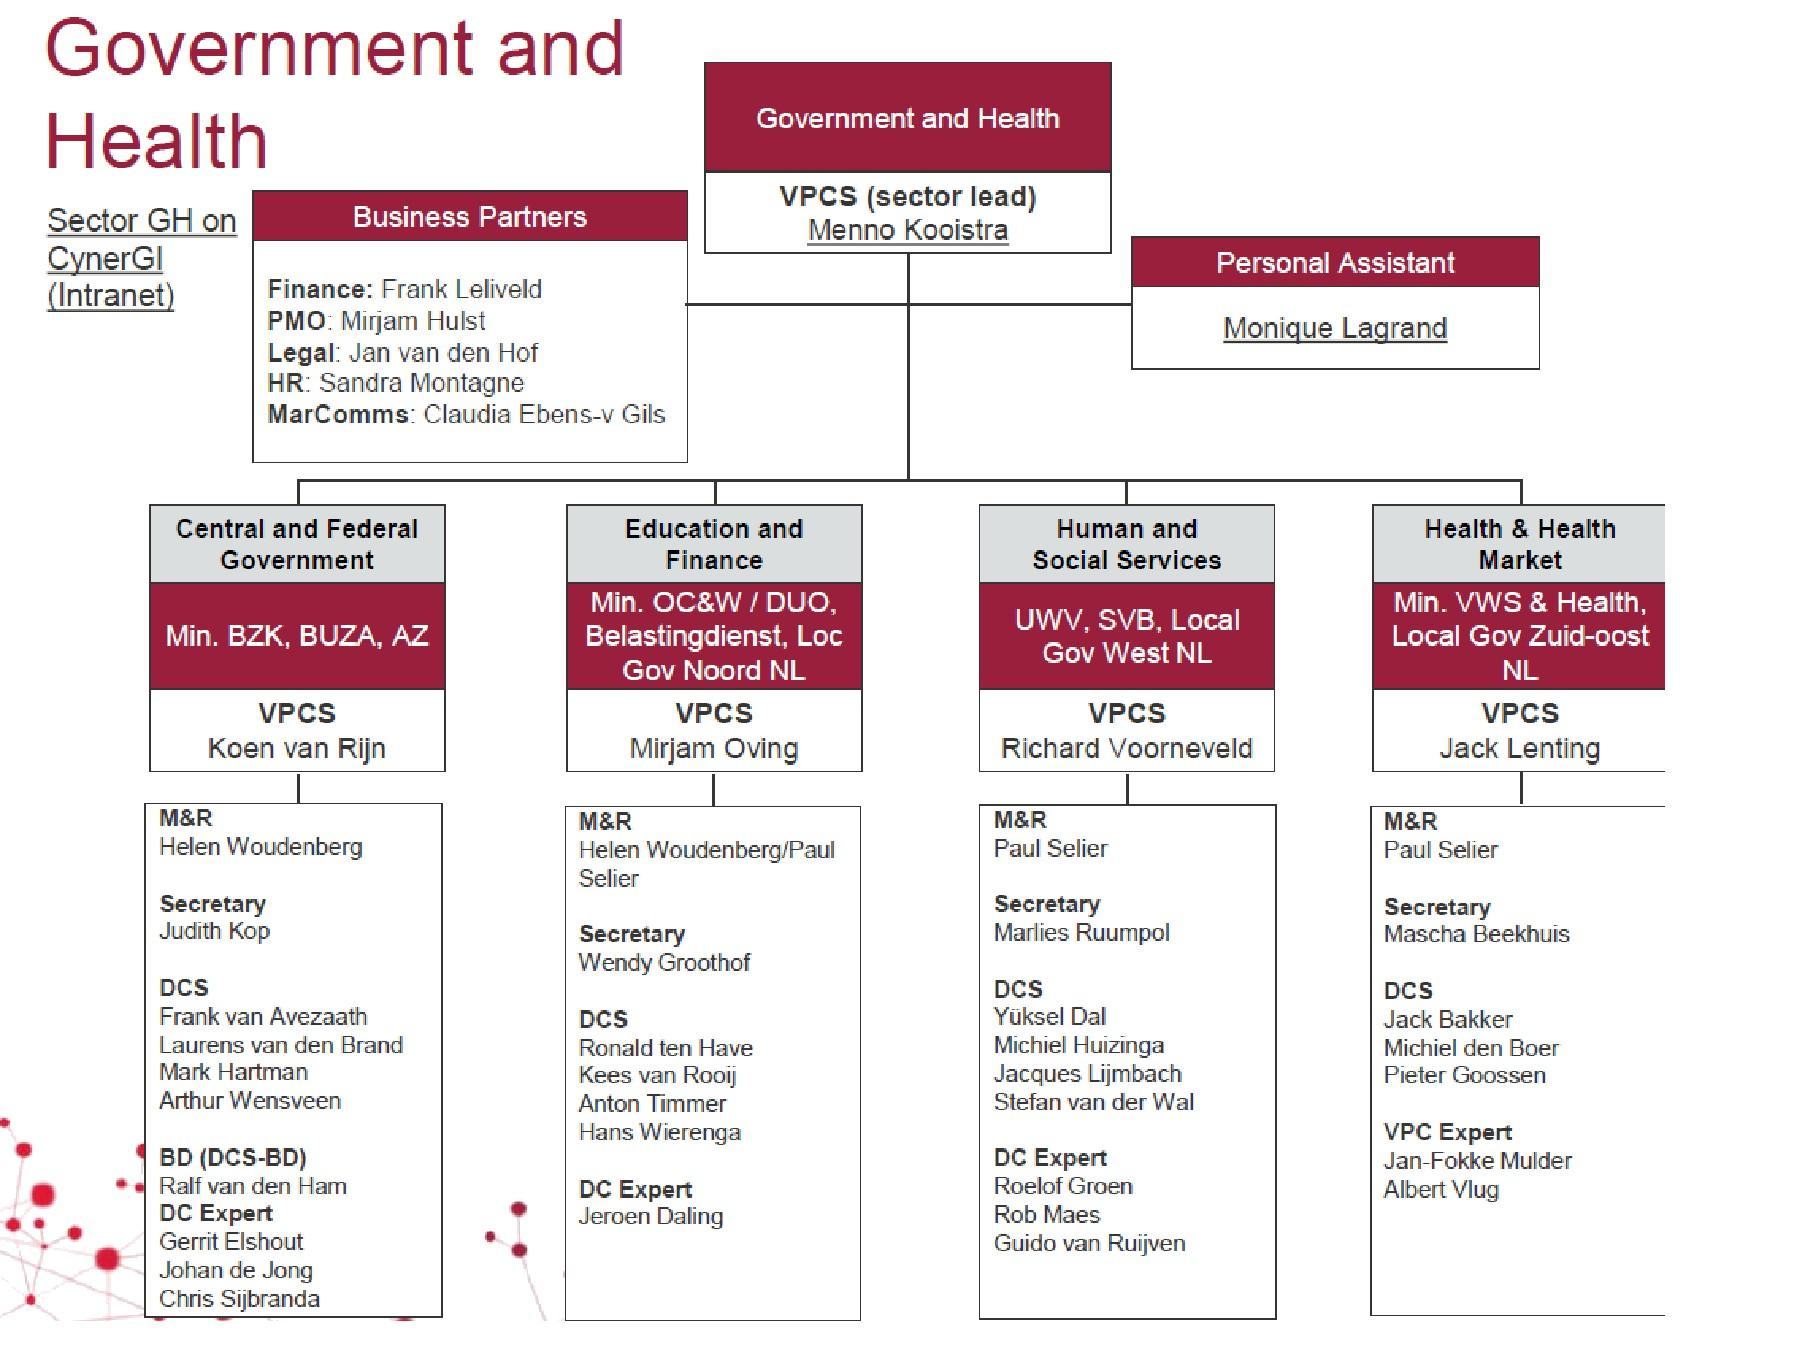 Government and
Health
Sector GH on
CynerGI
(Intranet)
Government and Health
VPCS (sector lead)
Menno Kooistra
Business Partners
Finance: Frank Leliveld
PMO: Mirjam Hulst
Legal: Jan van den Hof
HR: Sandra Montagne
MarComms: Claudia Ebens-v Gils
Personal Assistant
Monique Lagrand
Central and Federal
Government
Min. BZK, BUZA, AZ
VPCS
Koen van Rijn
M&R
Helen Woudenberg
Secretary
Judith Kop
DCS
Frank van Avezaath
Laurens van den Brand
Mark Hartman
Arthur Wensveen
BD (DCS-BD)
Ralf van den Ham
DC Expert
Gerrit Elshout
Johan de Jong
Chris Sijbranda
Education and
Finance
Min. OC&W / DUO,
Belastingdienst, Loc
Gov Noord NL
VPCS
Mirjam Oving
M&R
Helen Woudenberg/Paul
Selier
Secretary
Wendy Groothof
DCS
Ronald ten Have
Kees van Rooij
Anton Timmer
Hans Wierenga
DC Expert
Jeroen Daling
Human and
Social Services
UWV, SVB, Local
Gov West NL
VPCS
Richard Voorneveld
M&R
Paul Selier
Secretary
Marlies Ruumpol
DCS
Yüksel Dal
Michiel Huizinga
Jacques Lijmbach
Stefan van der Wal
DC Expert
Roelof Groen
Rob Maes
Guido van Ruijven
Health & Health
Market
Min. VWS & Health,
Local Gov Zuid-oost
NL
VPCS
Jack Lenting
M&R
Paul Selier
Secretary
Mascha Beekhuis
DCS
Jack Bakker
Michiel den Boer
Pieter Goossen
VPC Expert
Jan-Fokke Mulder
Albert Vlug